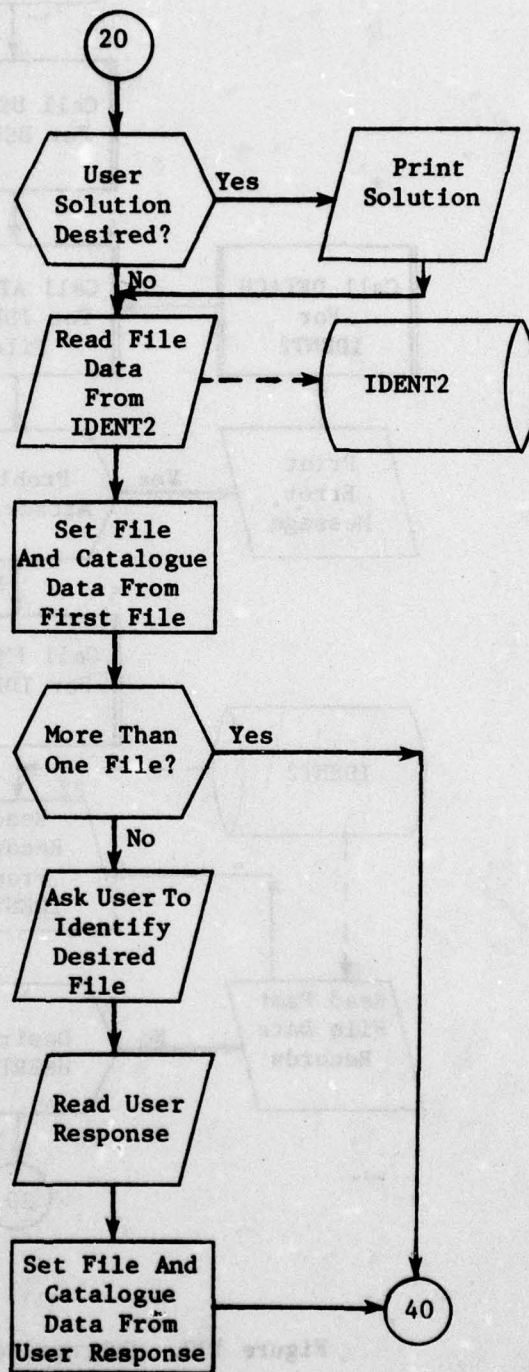 20
User
Solution
Desired?
Yes
Print
Solution
No
Read File
Data
From
IDENT2
IDENT2
Set File
And Catalogue
Data From
First File
More Than
One File?
Yes
No
Ask User To
Identify
Desired
File
Read User
Response
Set File And
Catalogue
Data From
User Response
40